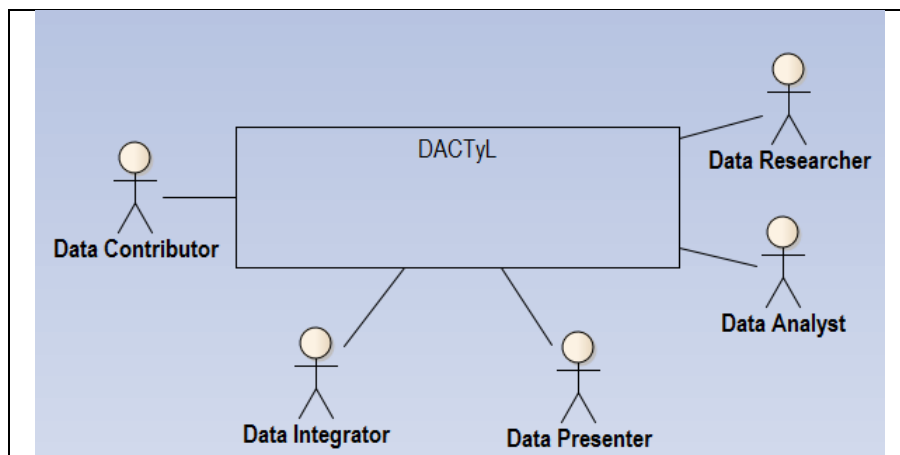 DACTyL
Data Researcher
Data Contributor
Data Analyst
Data Integrator
Data Presenter